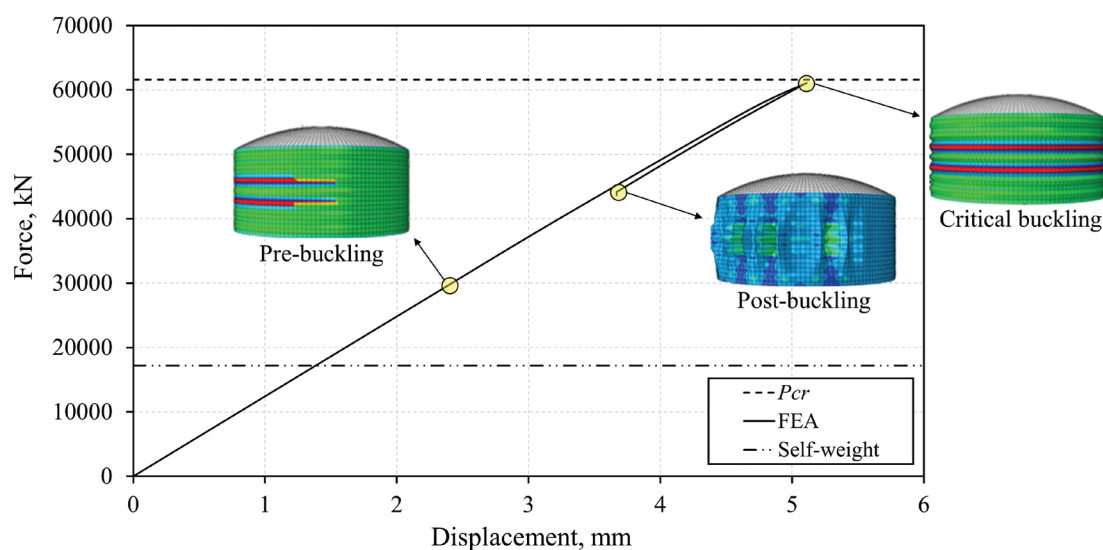 70000
60000
50000
40000
30000
20000
10000
0
Force, kN
Pre-buckling
Post-buckling
Critical buckling
Pcr
FEA
Self-weight
0 1 2 3 4 5 6
Displacement, mm